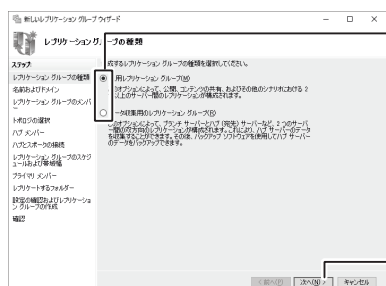 新しいレプリケーション グループ ウィザード
レプリケーション グループの種類
ステップ:
レプリケーション グループの種類
名前およびドメイン
レプリケーション グループのメンバー
トポロジの選択
ハブ メンバー
ハブとスポークの接続
レプリケーション グループのスケジュールおよび帯域幅
プライマリ メンバー
レプリケートするフォルダー
設定の確認およびレプリケーション グループの作成
確認
成するレプリケーション グループの種類を選択してください。
用レプリケーション グループ(M)
オプションによって、公開、コンテンツの共有、およびその他のシナリオにおける 2
以上のサーバー間のレプリケーションが構成されます。
ータ収集用のレプリケーション グループ(R)
のオプションによって、ブランチ サーバーとハブ (宛先) サーバーなど、2 つのサーバ
ー間の双方向のレプリケーションが構成されます。これにより、ハブ サーバーのデータ
を収集することができます。その後、バックアップ ソフトウェアを使用してハブ サーバー
のデータをバックアップできます。
< 前へ(P)
次へ(N) >
キャンセル